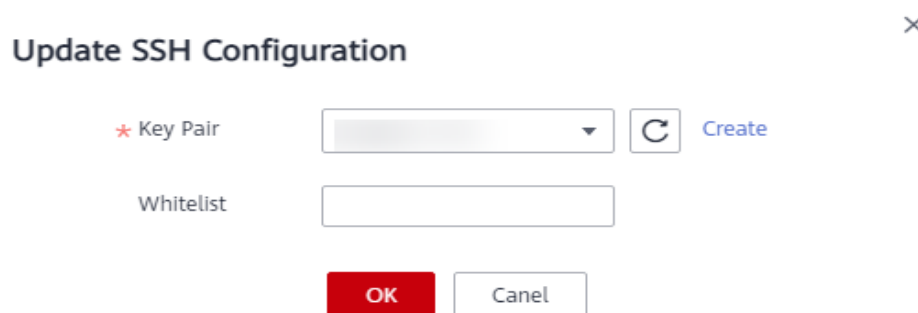 Update SSH Configuration
* Key Pair Create
Whitelist
OK Canel